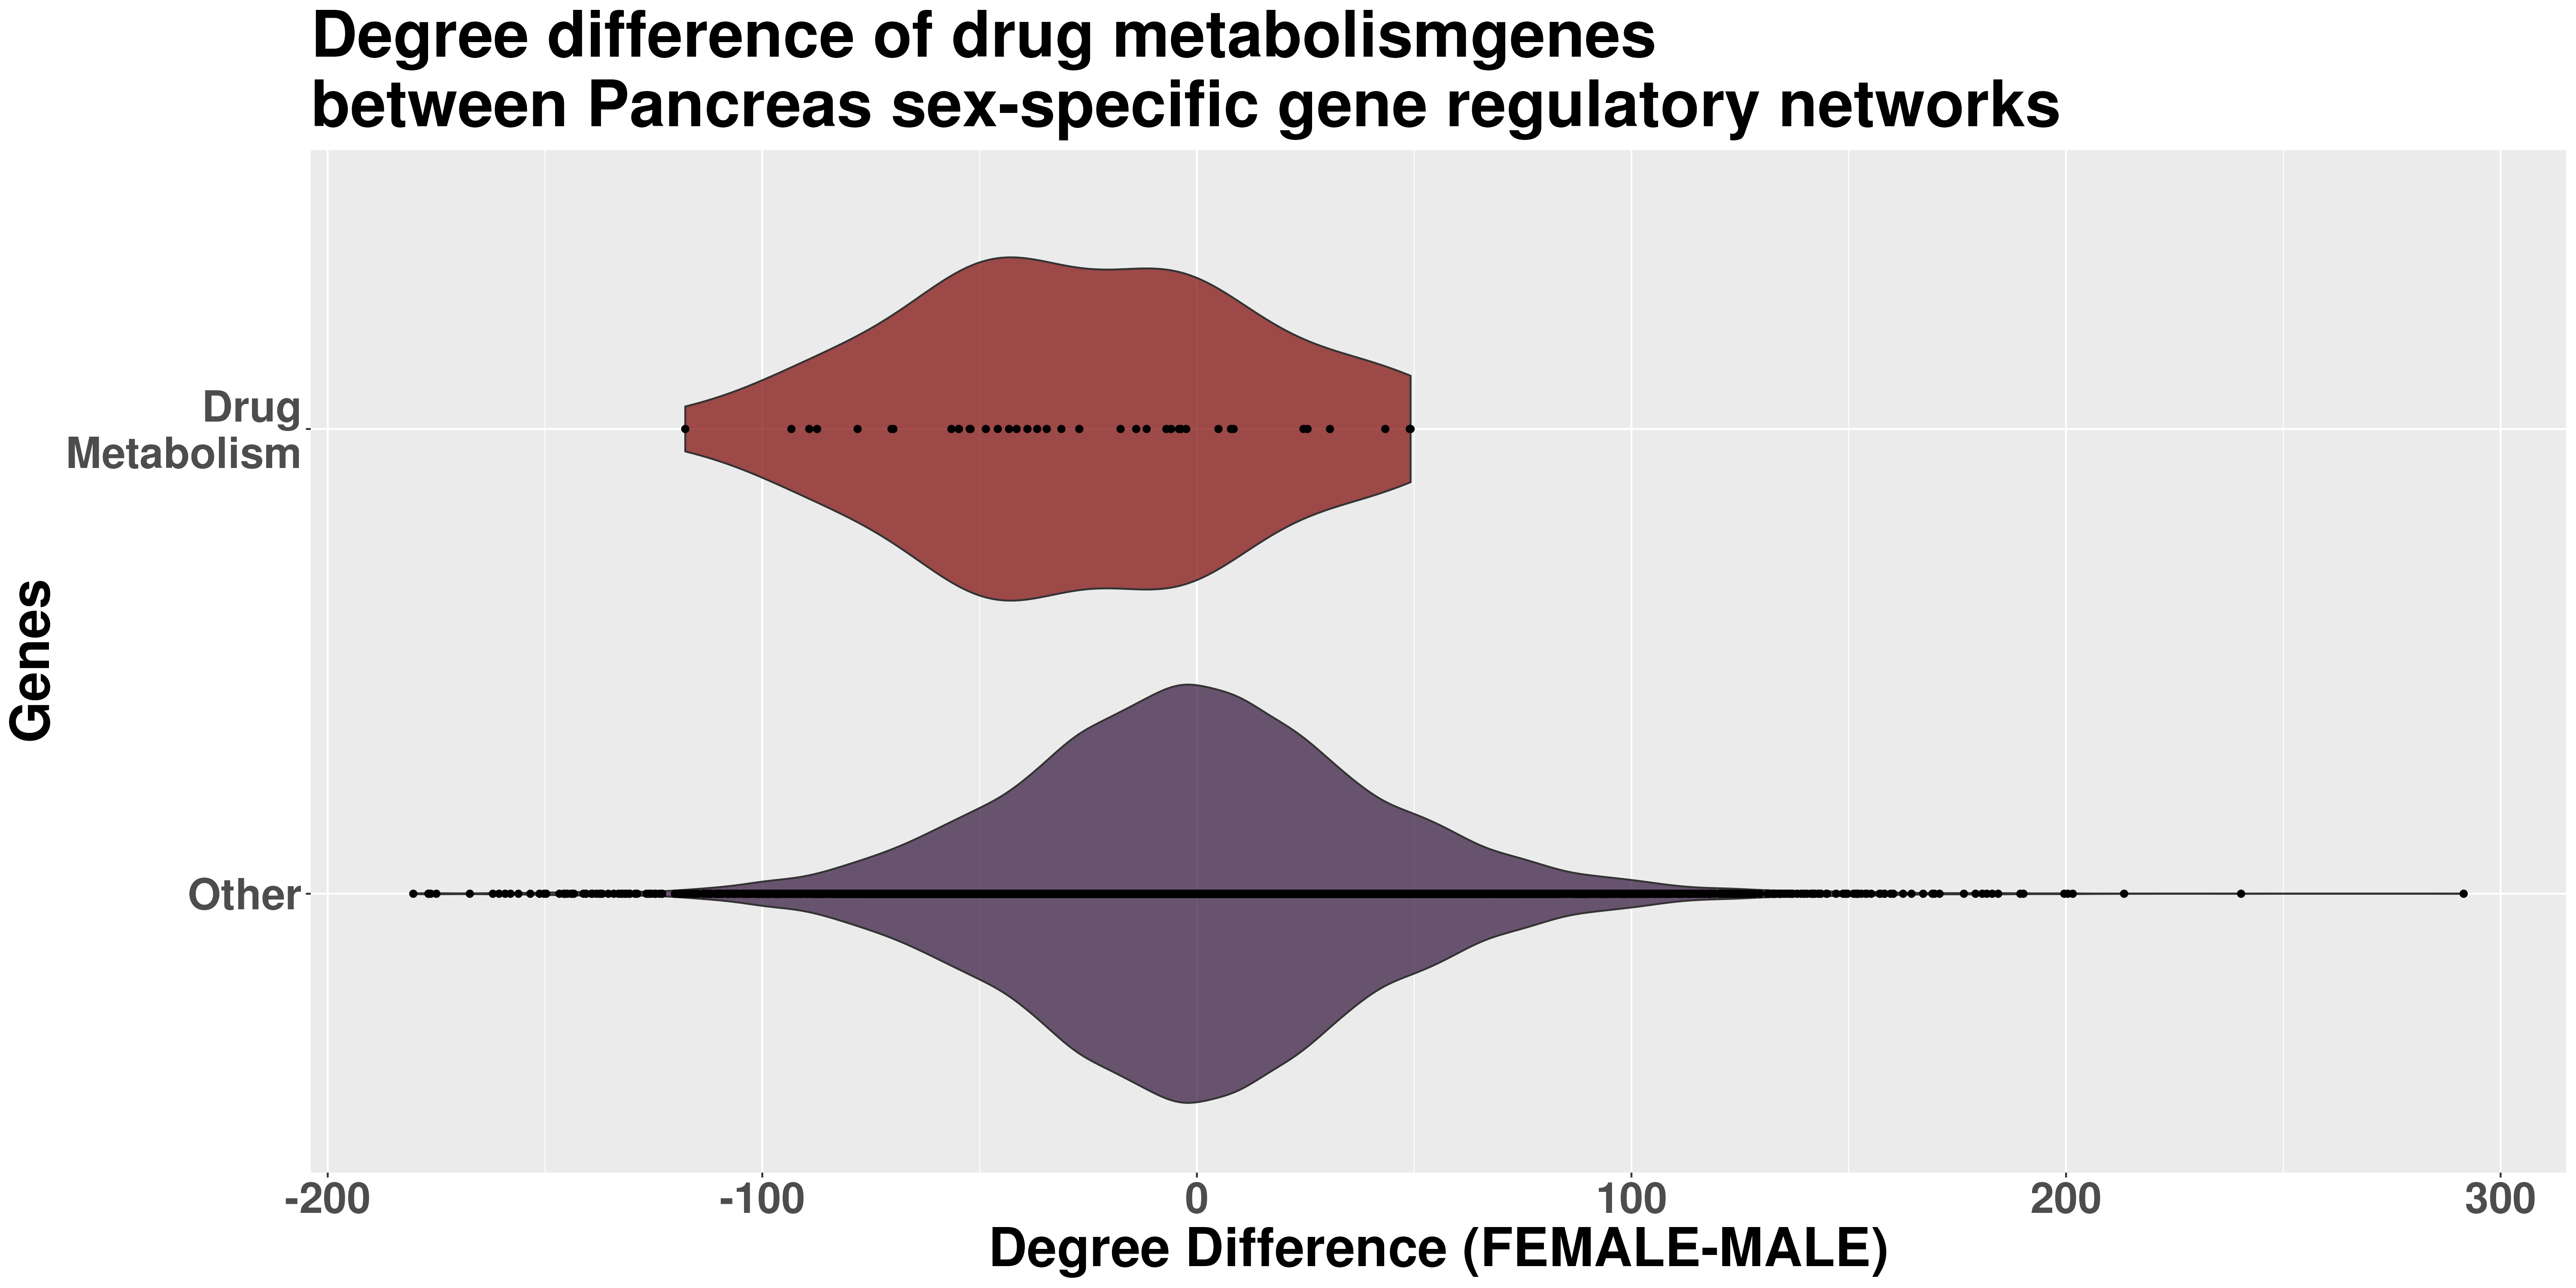 Degree difference of drug metabolismgenes
between Pancreas sex-specific gene regulatory networks
Genes
Drug
Metabolism
Other
-200
-100
0
100
200
300
Degree Difference (FEMALE-MALE)